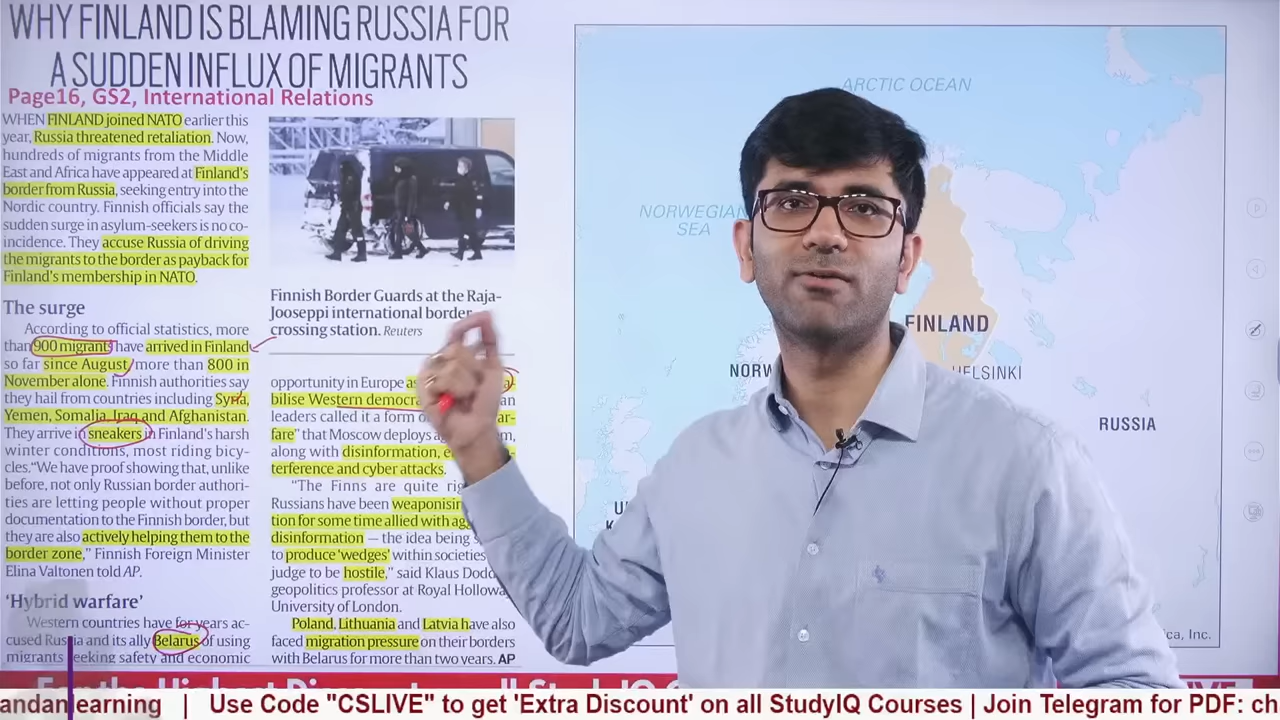 WHY FINLAND IS BLAMING RUSSIA FOR
A SUDDEN INFLUX OF MIGRANTS
Page16, GS2, International Relations
WHEN FINLAND joined NATO earlier this
year, Russia threatened retaliation. Now,
hundreds of migrants from the Middle
East and Africa have appeared at Finland's
border from Russia, seeking entry into the
Nordic country. Finnish officials say the
sudden surge in asylum-seekers is no co-
incidence. They accuse Russia of driving
the migrants to the border as payback for
Finland's membership in NATO.
The surge
According to official statistics, more
than 900 migrants have arrived in Finland
so far since August, more than 800 in
November alone. Finnish authorities say
they hail from countries including Syria,
Yemen, Somalia, Iraq and Afghanistan.
They arrive in sneakers in Finland's harsh
winter conditions, most riding bicy-
cles."We have proof showing that, unlike
before, not only Russian border authori-
ties are letting people without proper
documentation to the Finnish border, but
they are also actively helping them to the
border zone," Finnish Foreign Minister
Elina Valtonen told AP.
'Hybrid warfare'
Western countries have for years ac-
cused Russia and its ally Belarus of using
migrants seeking safety and economic
Finnish Border Guards at the Raja-
Jooseppi international border
crossing station. Reuters
opportunity in Europe as
bilise Western democra
leaders called it a form
fare" that Moscow deploys
along with disinformation,
terference and cyber attacks.
"The Finns are quite
Russians have been weaponisin
tion for some time allied with
disinformation — the idea being
to produce 'wedges' within societies
judge to be hostile," said Klaus Dodd
geopolitics professor at Royal Holloway
University of London.
Poland, Lithuania and Latvia have also
faced migration pressure on their borders
with Belarus for more than two years. AP
ARCTIC OCEAN
NORWEGIAN
SEA
FINLAND
NORW
HELSINKI
RUSSIA
ica, Inc.
andanlearning | Use Code "CSLIVE" to get 'Extra Discount' on all StudyIQ Courses | Join Telegram for PDF: ch